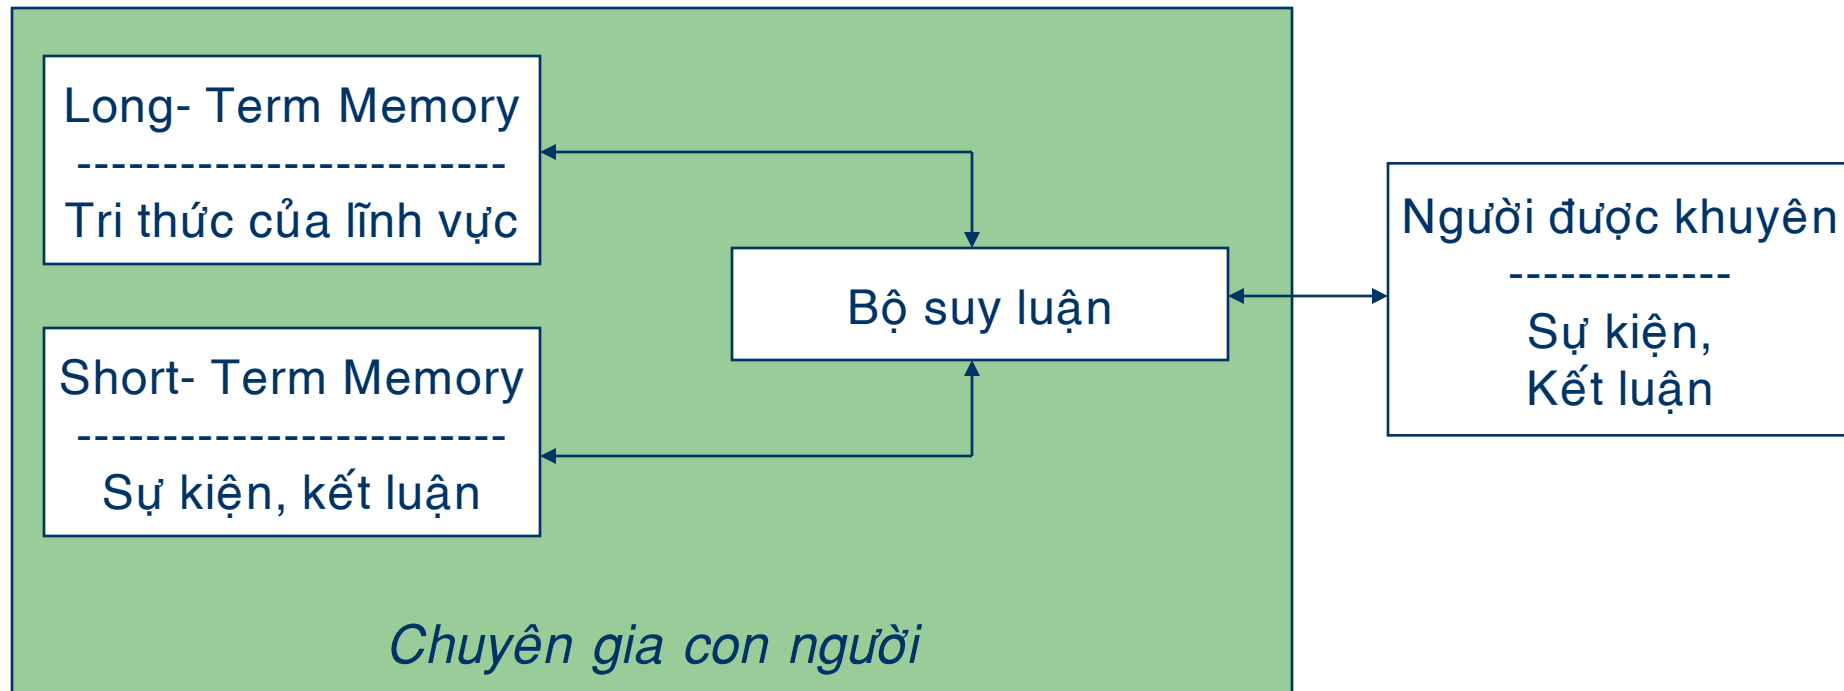 Long- Term Memory
-------------------------
Tri thức của lĩnh vực
Short- Term Memory
-------------------------
Sự kiện, kết luận
Bộ suy luận
Người được khuyên
-------------
Sự kiện,
Kết luận
Chuyên gia con người